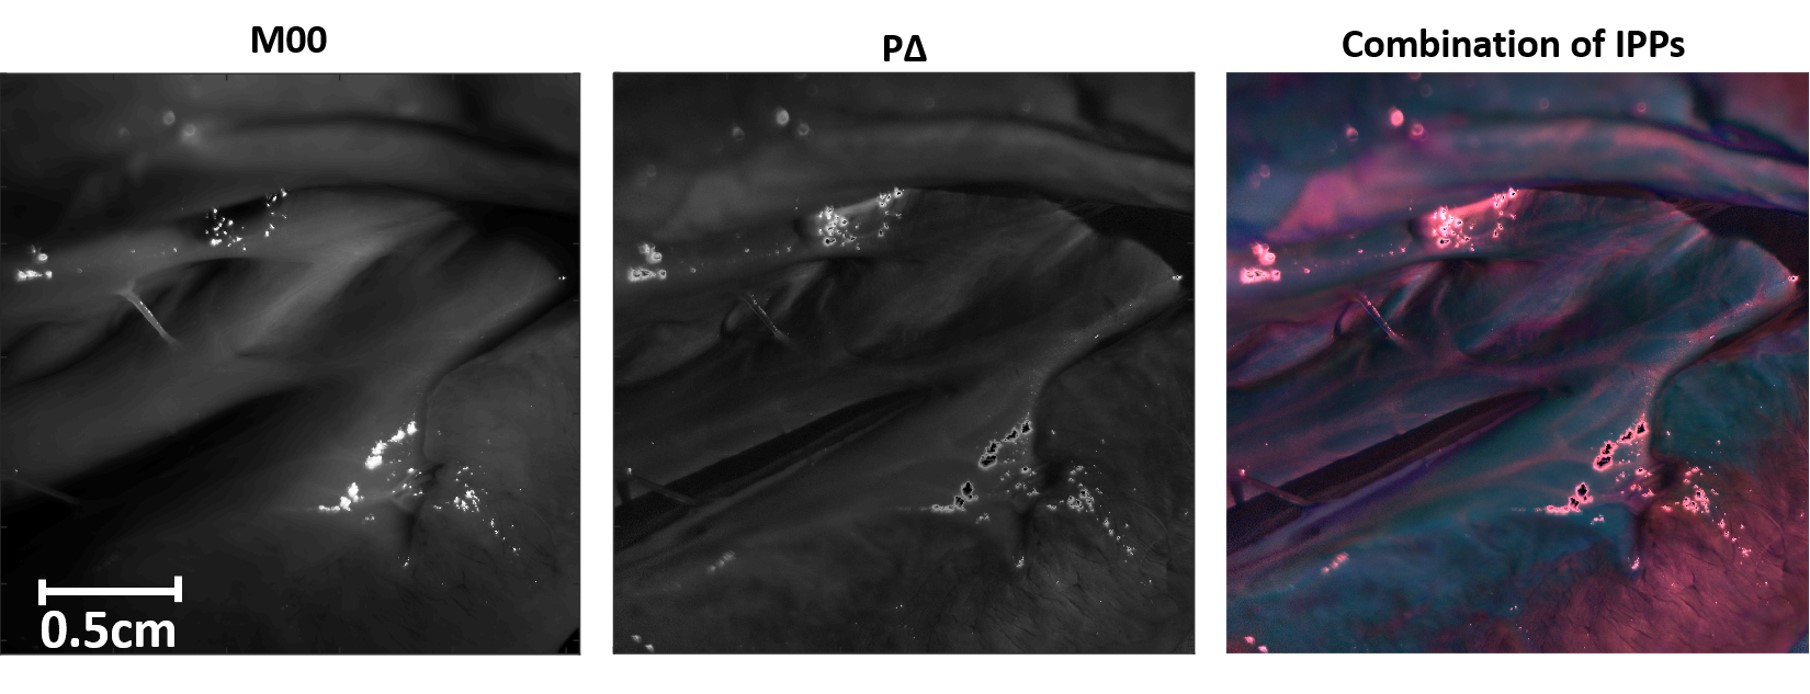 M00
PΔ
Combination of IPPs
0.5cm